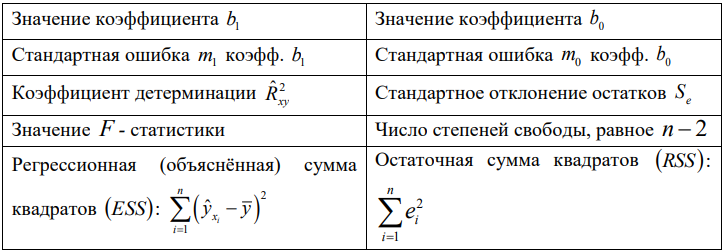 Значение коэффициента $b_1$
Значение коэффициента $b_0$
Стандартная ошибка $m_1$ коэфф. $b_1$
Стандартная ошибка $m_0$ коэфф. $b_0$
Коэффициент детерминации $\hat{R}^2_{xy}$
Стандартное отклонение остатков $S_e$
Значение $F$ - статистики
Число степеней свободы, равное $n-2$
Регрессионная (объяснённая) сумма
квадратов $(ESS)$: $\sum_{i=1}^{n}\left(\hat{y}_{x_i}-\overline{y}\right)^2$
Остаточная сумма квадратов $(RSS)$:
$\sum_{i=1}^{n}e_i^2$